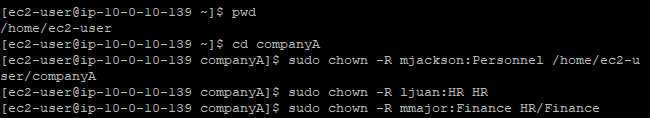 [ec2-user@ip-10-0-10-139 ~]$ pwd
/home/ec2-user
[ec2-user@ip-10-0-10-139 ~]$ cd companyA
[ec2-user@ip-10-0-10-139 companyA]$ sudo chown -R mjackson:Personnel /home/ec2-u
ser/companyA
[ec2-user@ip-10-0-10-139 companyA]$ sudo chown -R ljuan:HR HR
[ec2-user@ip-10-0-10-139 companyA]$ sudo chown -R mmajor:Finance HR/Finance